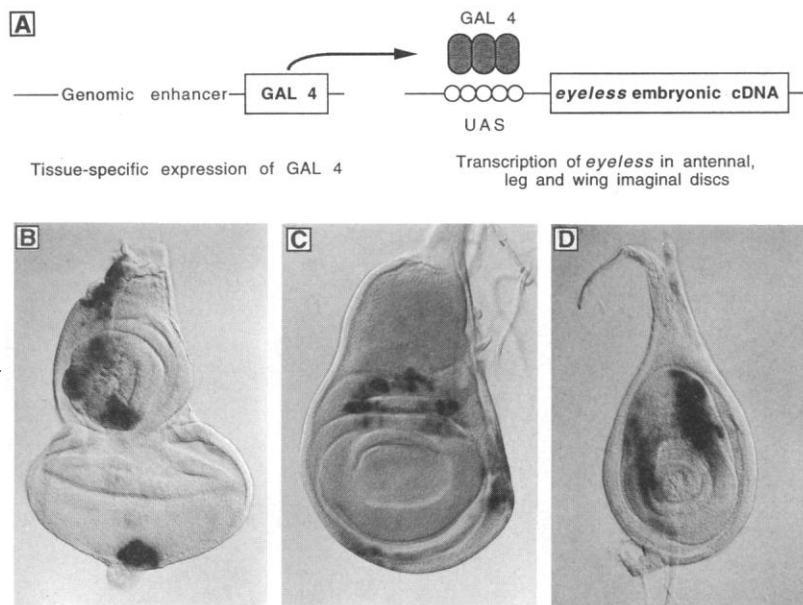 A
GAL 4
Genomic enhancer
GAL 4
eyeless embryonic cDNA
UAS
Tissue-specific expression of GAL 4
Transcription of eyeless in antennal,
leg and wing imaginal discs
B
C
D